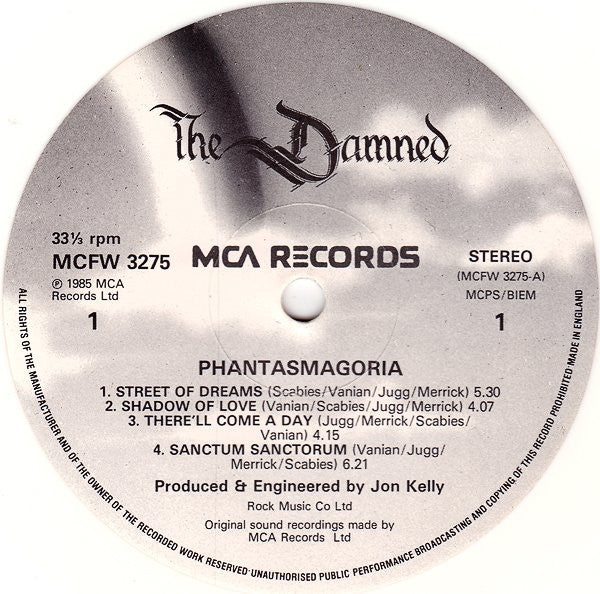 The Damned
33⅓ rpm
MCFW 3275
℗ 1985 MCA
Records Ltd
1
MCA RECORDS
STEREO
(MCFW 3275-A)
MCPS/BIEM
1
PHANTASMAGORIA
1. STREET OF DREAMS (Scabies/Vanian/Jugg/Merrick) 5.30
2. SHADOW OF LOVE (Vanian/Scabies/Jugg/Merrick) 4.07
3. THERE'LL COME A DAY (Jugg/Merrick/Scabies/
Vanian) 4.15
4. SANCTUM SANCTORUM (Vanian/Jugg/
Merrick/Scabies) 6.21
Produced & Engineered by Jon Kelly
Rock Music Co Ltd
Original sound recordings made by
MCA Records Ltd
ALL RIGHTS OF THE MANUFACTURER AND OF THE OWNER OF THE RECORDED WORK RESERVED·UNAUTHORISED PUBLIC PERFORMANCE BROADCASTING AND COPYING OF THIS RECORD PROHIBITED·MADE IN ENGLAND